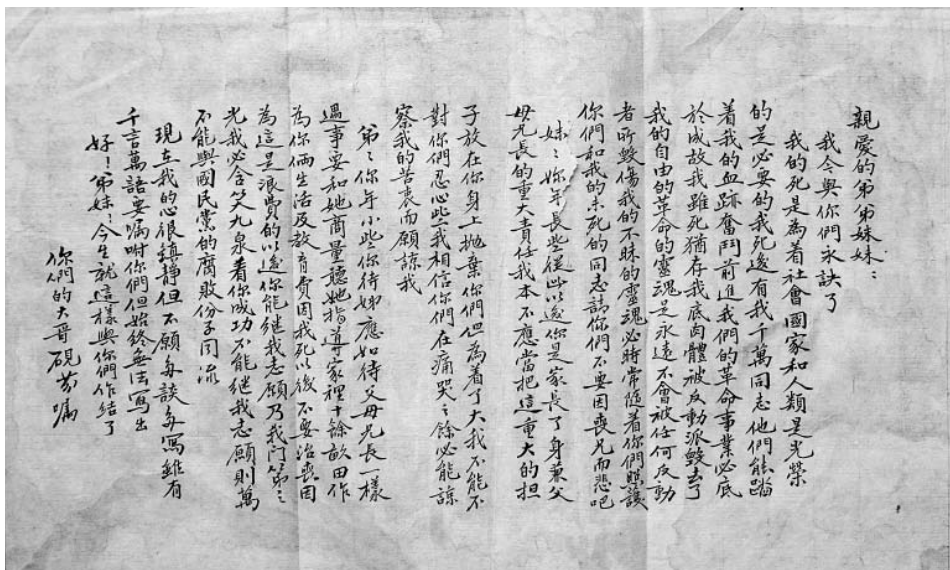 親愛的弟弟妹妹：
我今與你們永訣了
我的死是為着社會國家和人類是光榮
的是必要的我死後有我千萬同志他們能踏
着我的血跡奮鬥前進我們的革命事業必底
於成故我雖死猶存我底肉體被反動派毀去了
我的自由的革命的靈魂是永遠不會被任何反動
者所毀傷我的不昧的靈魂必時常隨着你們照護
你們和我的未死的同志請你們不要因喪兄而悲吧
妹〻妳年長些從此以後你是家長了身兼父
母兄長的重大責任我本不應當把這重大的担
子放在你身上拋棄你們但為着了大我不能不
對你們忍心些我相信你們在痛哭〻餘必能諒
察我的苦衷而願諒我
弟〻你年小些你待姊應如待父母兄長一樣
遇事要和她商量聽她指導家裡十餘畝田作
為你倆生活及教育費因我死以後不要治喪因
為這是浪費的以後你能繼我志願乃我門第之
光我必含笑九泉看你成功不能繼我志願則萬
不能與國民黨的腐敗份子同流
現在我的心很鎮靜但不願多談多寫雖有
千言萬語要囑咐你們但始終無法寫出
好！弟妹！今生就這樣與你們作結了
你們的大哥硯芬囑